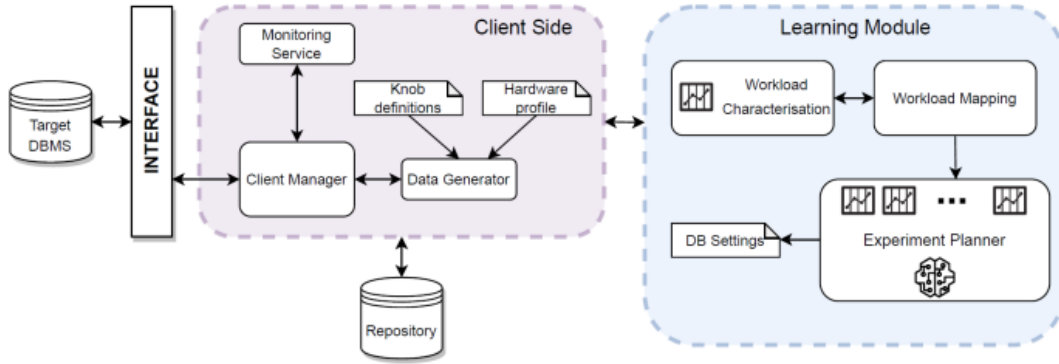 Client Side
Monitoring
Service
Knob
definitions
Hardware
profile
Target
DBMS
INTERFACE
Client Manager
Data Generator
Repository
Learning Module
Workload
Characterisation
Workload Mapping
Experiment Planner
DB Settings